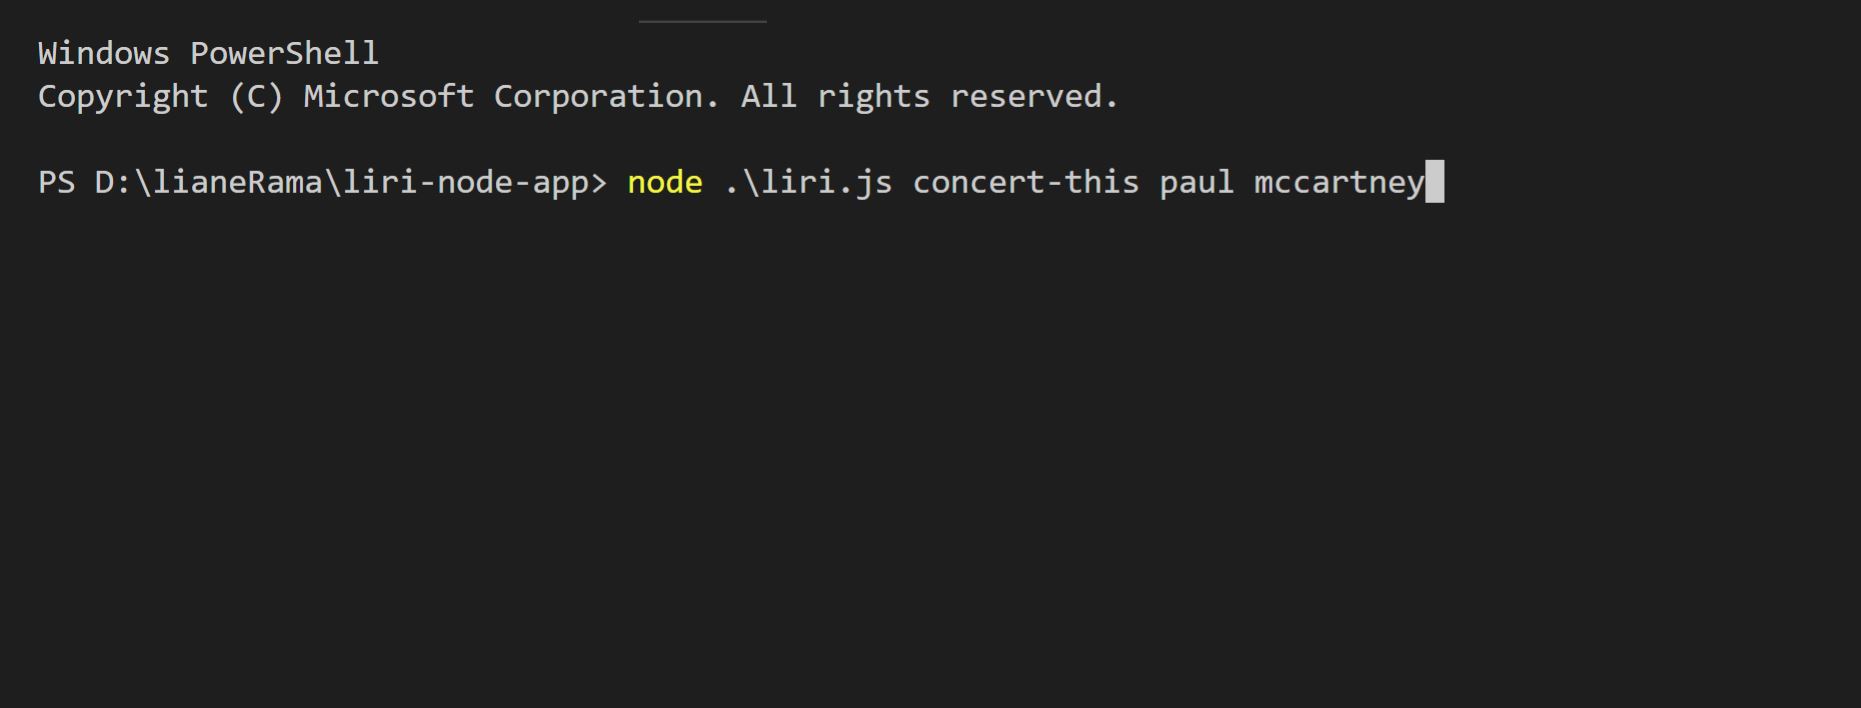 Windows PowerShell
Copyright (C) Microsoft Corporation. All rights reserved.
PS D:\lianeRama\liri-node-app> node .\liri.js concert-this paul mccartney